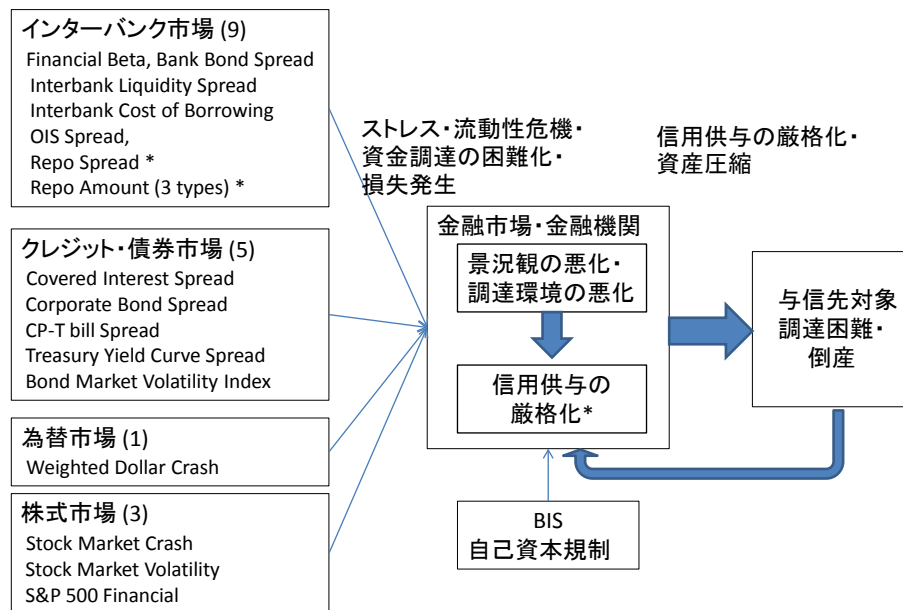 インターバンク市場 (9)
Financial Beta, Bank Bond Spread
Interbank Liquidity Spread
Interbank Cost of Borrowing
OIS Spread,
Repo Spread *
Repo Amount (3 types) *
クレジット・債券市場 (5)
Covered Interest Spread
Corporate Bond Spread
CP-T bill Spread
Treasury Yield Curve Spread
Bond Market Volatility Index
為替市場 (1)
Weighted Dollar Crash
株式市場 (3)
Stock Market Crash
Stock Market Volatility
S&P 500 Financial
ストレス・流動性危機・
資金調達の困難化・
損失発生
金融市場・金融機関
景況観の悪化・
調達環境の悪化
信用供与の
厳格化*
BIS
自己資本規制
信用供与の厳格化・
資産圧縮
与信先対象
調達困難・
倒産